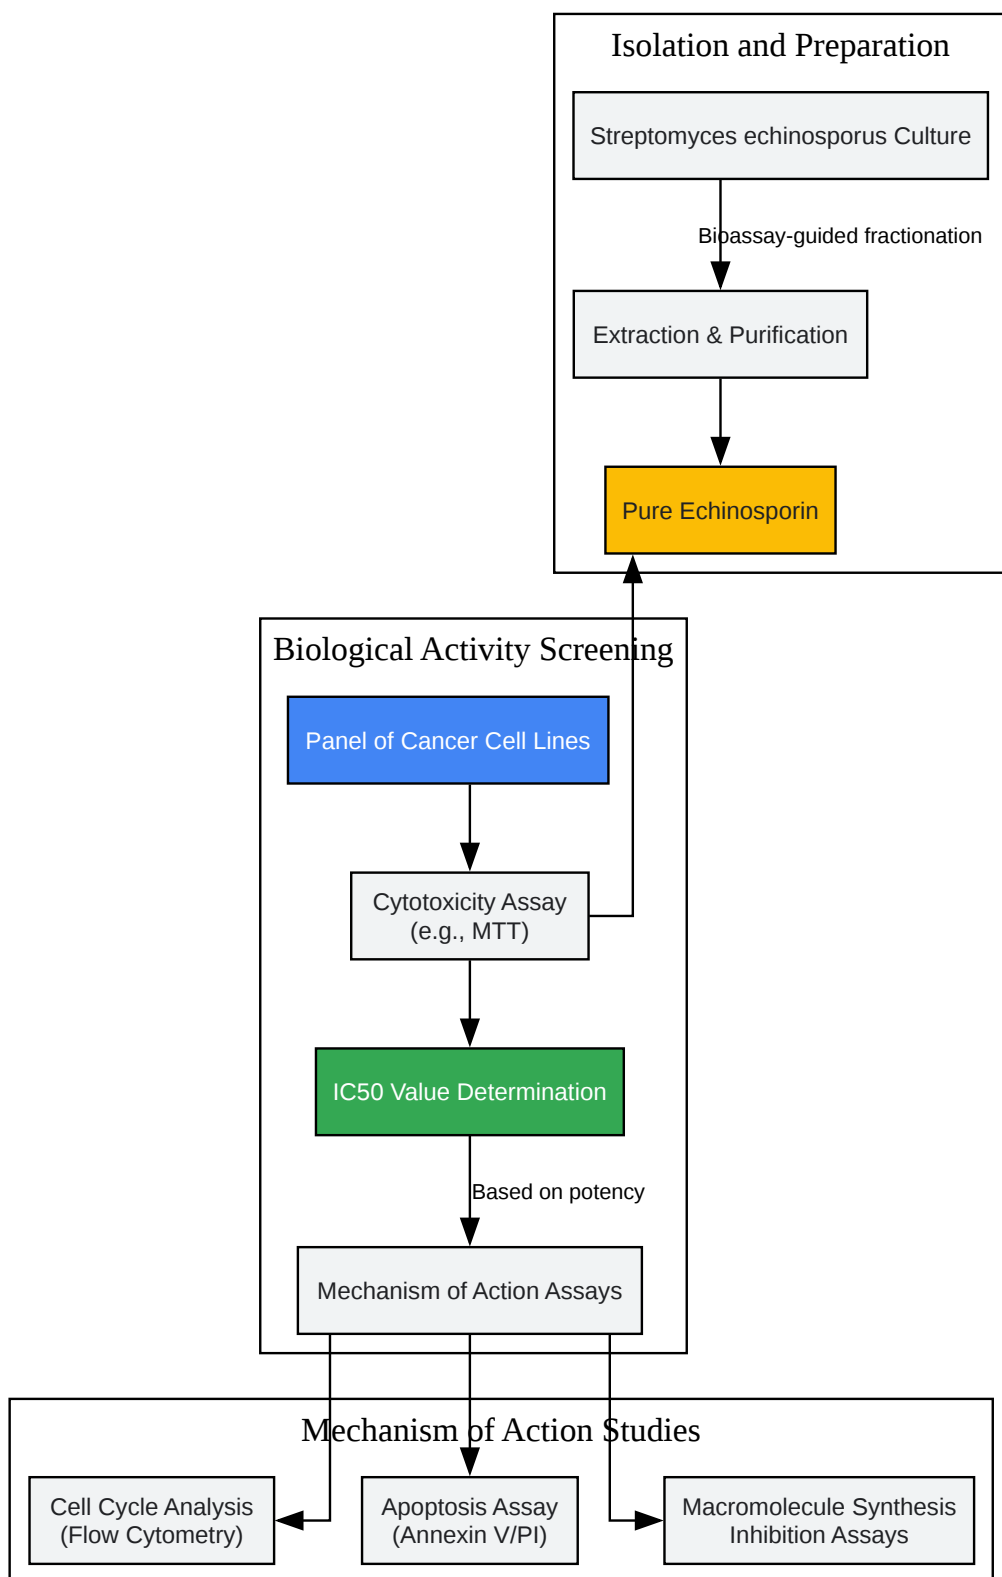 Isolation and Preparation
Streptomyces echinosporus Culture
Bioassay-guided fractionation
Extraction & Purification
Pure Echinosporin
Biological Activity Screening
Panel of Cancer Cell Lines
Cytotoxicity Assay
(e.g., MTT)
IC50 Value Determination
Based on potency
Mechanism of Action Assays
Mechanism of Action Studies
Cell Cycle Analysis
(Flow Cytometry)
Apoptosis Assay
(Annexin V/PI)
Macromolecule Synthesis
Inhibition Assays